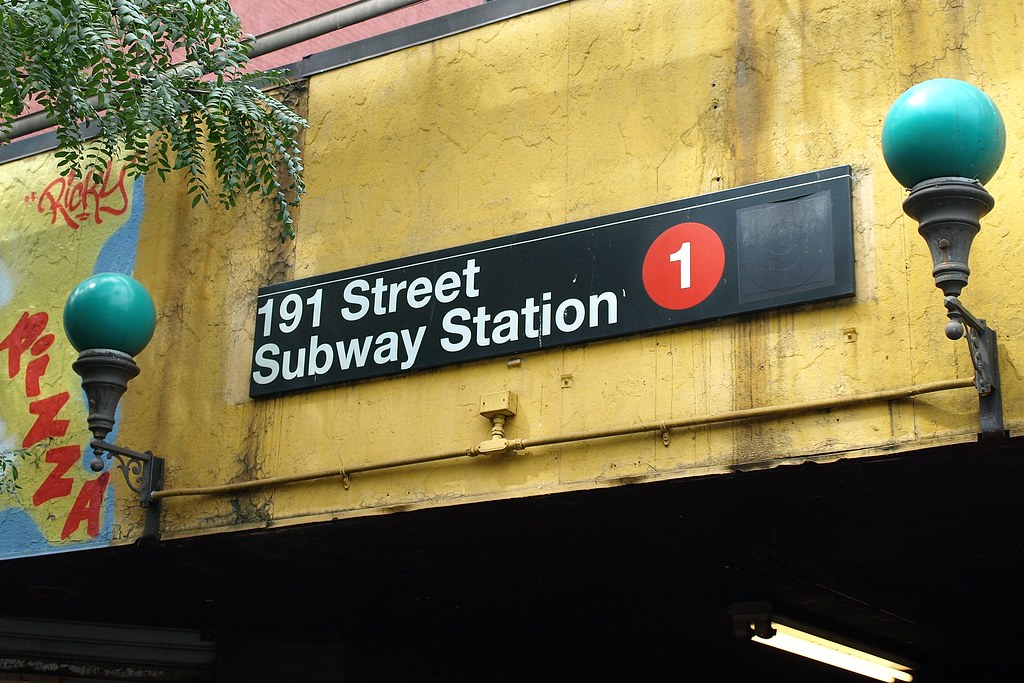 "RICKY
PiZZA
191 Street
Subway Station
1